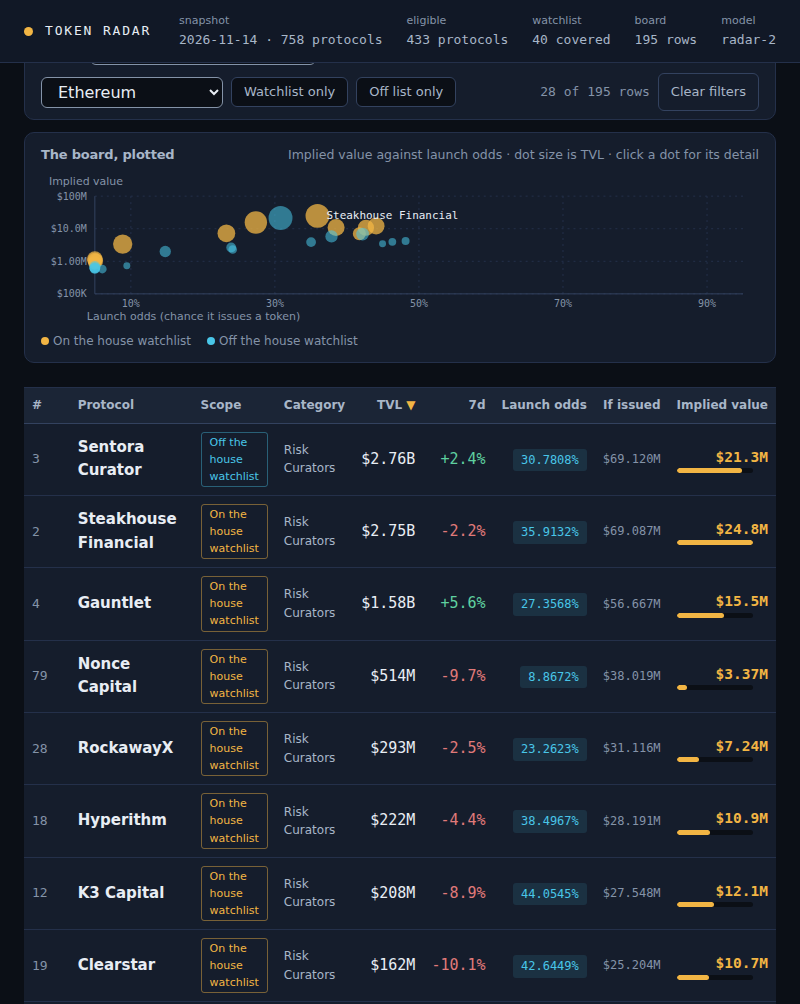 TOKEN RADAR
snapshot
2026-11-14 · 758 protocols
eligible
433 protocols
watchlist
40 covered
board
195 rows
model
radar-2
Ethereum
Watchlist only
Off list only
28 of 195 rows
Clear filters
The board, plotted
Implied value against launch odds · dot size is TVL · click a dot for its detail
Implied value
$100M
$10.0M
$1.00M
$100K
Steakhouse Financial
10%
30%
50%
70%
90%
Launch odds (chance it issues a token)
On the house watchlist
Off the house watchlist
# Protocol Scope Category TVL ▼ 7d Launch odds If issued Implied value
3
Sentora
Curator
Off the
house
watchlist
Risk
Curators
$2.76B
+2.4%
30.7808%
$69.120M
$21.3M
2
Steakhouse
Financial
On the
house
watchlist
Risk
Curators
$2.75B
-2.2%
35.9132%
$69.087M
$24.8M
4
Gauntlet
On the
house
watchlist
Risk
Curators
$1.58B
+5.6%
27.3568%
$56.667M
$15.5M
79
Nonce
Capital
On the
house
watchlist
Risk
Curators
$514M
-9.7%
8.8672%
$38.019M
$3.37M
28
RockawayX
On the
house
watchlist
Risk
Curators
$293M
-2.5%
23.2623%
$31.116M
$7.24M
18
Hyperithm
On the
house
watchlist
Risk
Curators
$222M
-4.4%
38.4967%
$28.191M
$10.9M
12
K3 Capital
On the
house
watchlist
Risk
Curators
$208M
-8.9%
44.0545%
$27.548M
$12.1M
19
Clearstar
On the
house
watchlist
Risk
Curators
$162M
-10.1%
42.6449%
$25.204M
$10.7M